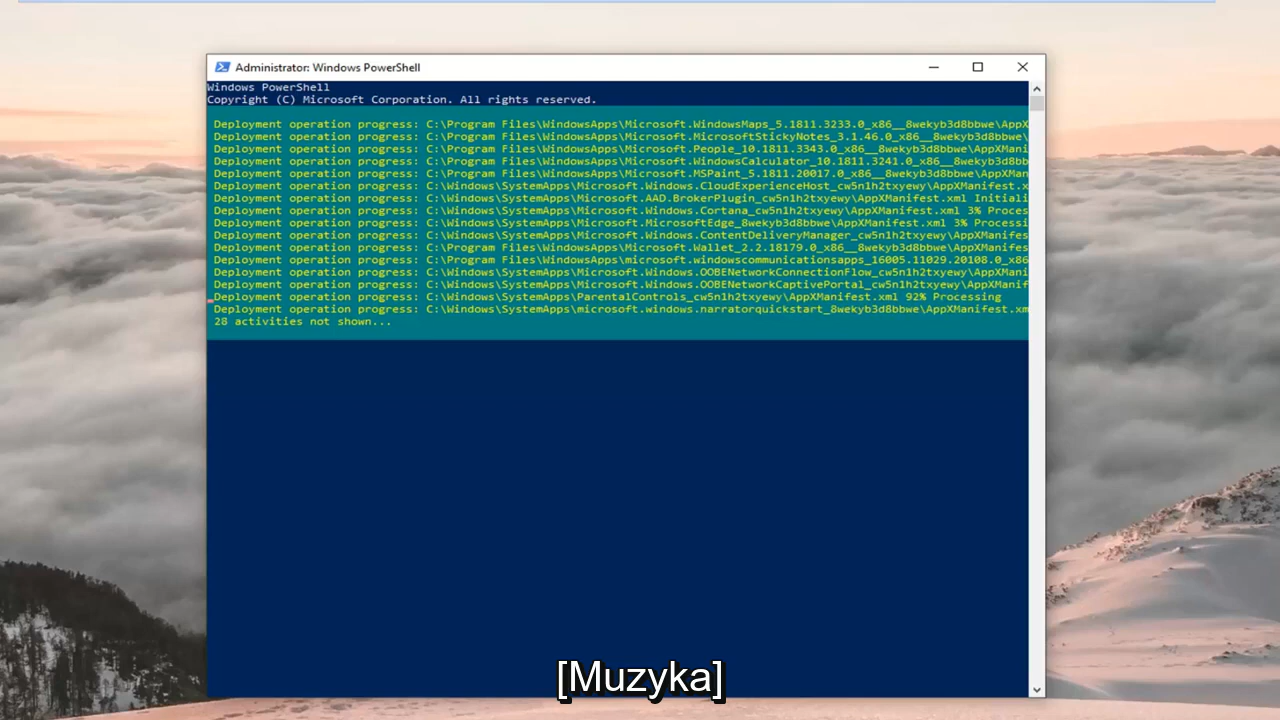 Administrator: Windows PowerShell
Windows PowerShell
Copyright (C) Microsoft Corporation. All rights reserved.
Deployment operation progress: C:\Program Files\WindowsApps\Microsoft.WindowsMaps_5.1811.3233.0_x86__8wekyb3d8bbwe\AppX
Deployment operation progress: C:\Program Files\WindowsApps\Microsoft.MicrosoftStickyNotes_3.1.46.0_x86__8wekyb3d8bbwe\
Deployment operation progress: C:\Program Files\WindowsApps\Microsoft.People_10.1811.3343.0_x86__8wekyb3d8bbwe\AppXMani
Deployment operation progress: C:\Program Files\WindowsApps\Microsoft.WindowsCalculator_10.1811.3241.0_x86__8wekyb3d8bb
Deployment operation progress: C:\Program Files\WindowsApps\Microsoft.MSPaint_5.1811.20017.0_x86__8wekyb3d8bbwe\AppXMan
Deployment operation progress: C:\Windows\SystemApps\Microsoft.Windows.CloudExperienceHost_cw5n1h2txyewy\AppXManifest.x
Deployment operation progress: C:\Windows\SystemApps\Microsoft.AAD.BrokerPlugin_cw5n1h2txyewy\AppXManifest.xml Initiali
Deployment operation progress: C:\Windows\SystemApps\Microsoft.Windows.Cortana_cw5n1h2txyewy\AppXManifest.xml 3% Proces
Deployment operation progress: C:\Windows\SystemApps\Microsoft.MicrosoftEdge_8wekyb3d8bbwe\AppXManifest.xml 3% Processi
Deployment operation progress: C:\Windows\SystemApps\Microsoft.Windows.ContentDeliveryManager_cw5n1h2txyewy\AppXManifes
Deployment operation progress: C:\Program Files\WindowsApps\Microsoft.Wallet_2.2.18179.0_x86__8wekyb3d8bbwe\AppXManifes
Deployment operation progress: C:\Program Files\WindowsApps\microsoft.windowscommunicationsapps_16005.11029.20108.0_x86
Deployment operation progress: C:\Windows\SystemApps\Microsoft.Windows.OOBENetworkConnectionFlow_cw5n1h2txyewy\AppXMani
Deployment operation progress: C:\Windows\SystemApps\Microsoft.Windows.OOBENetworkCaptivePortal_cw5n1h2txyewy\AppXManif
Deployment operation progress: C:\Windows\SystemApps\ParentalControls_cw5n1h2txyewy\AppXManifest.xml 92% Processing
Deployment operation progress: C:\Windows\SystemApps\microsoft.windows.narratorquickstart_8wekyb3d8bbwe\AppXManifest.xm
28 activities not shown...
[Muzyka]